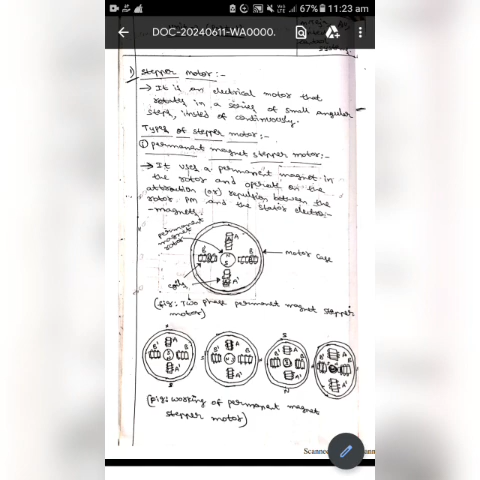 67% 11:23 am
DOC-20240611-WA0000.
1) Stepper motor:-
→ It is an electrical motor that
rotates in a series of small angular
steps, insted of continuously.
Types of stepper motor:-
① permanent magnet stepper motor:-
→ It uses a permanent magnet in
the rotor and operate on the
attraction (or) repulsion between the
rotor PM and the stator electro-
-magnets.
permanent
magnet
rotor
A
B'
B
N
S
A'
motor case
coils
(fig: Two phase permanent magnet stepper
motor)
A
B'
B
A'
S
A
B'
B
A'
S
A
B'
B
A'
N
A
B'
B
A'
(fig: working of permanent magnet
stepper motor)
Scanne